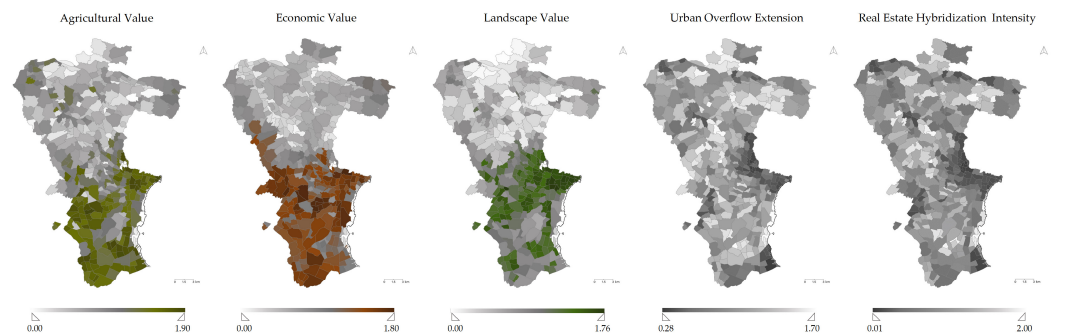 Agricultural Value
Economic Value
Landscape Value
Urban Overflow Extension
Real Estate Hybridization Intensity
0.00 1.90
0.00 1.80
0.00 1.76
0.28 1.70
0.01 2.00